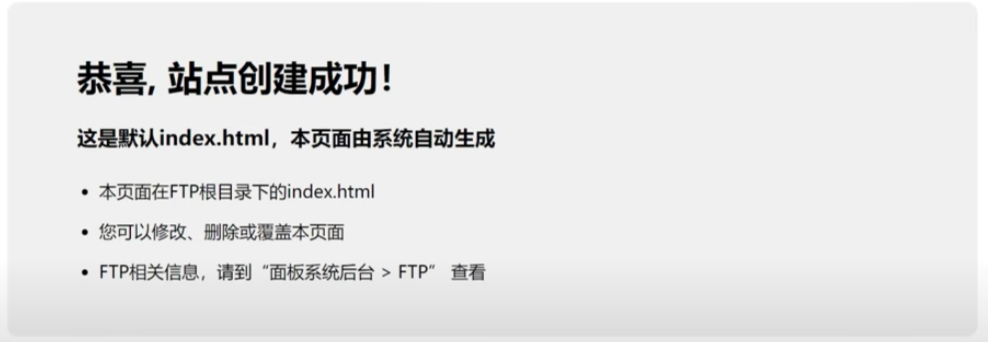 恭喜, 站点创建成功！
这是默认index.html，本页面由系统自动生成
• 本页面在FTP根目录下的index.html
• 您可以修改、删除或覆盖本页面
• FTP相关信息，请到“面板系统后台 > FTP” 查看